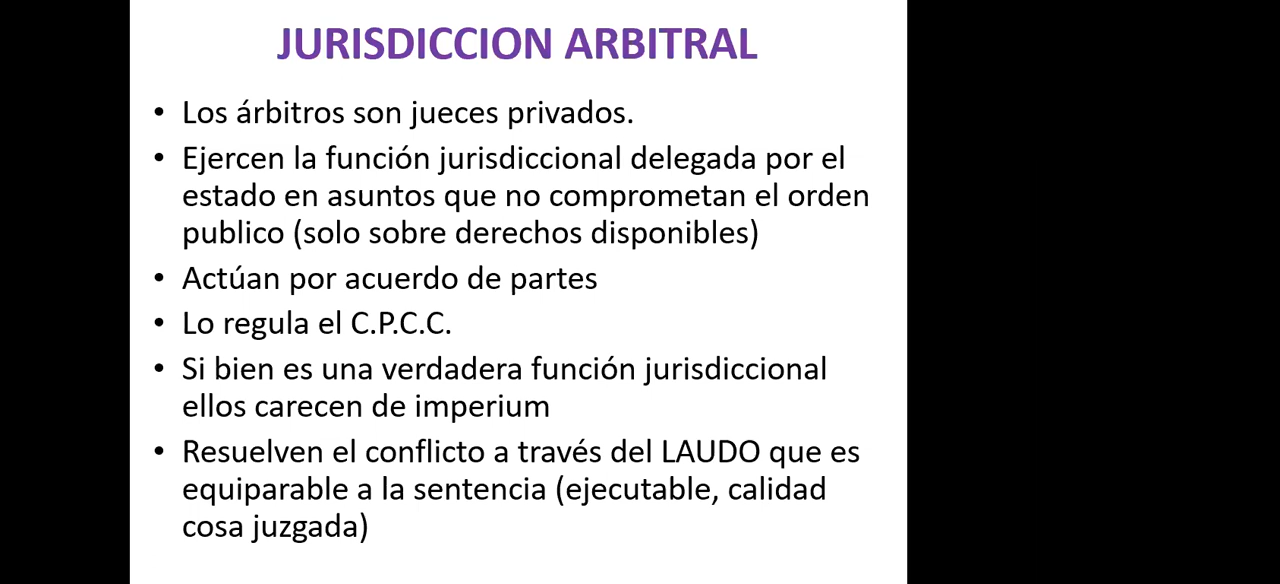 JURISDICCION ARBITRAL
• Los árbitros son jueces privados.
• Ejercen la función jurisdiccional delegada por el
estado en asuntos que no comprometan el orden
publico (solo sobre derechos disponibles)
• Actúan por acuerdo de partes
• Lo regula el C.P.C.C.
• Si bien es una verdadera función jurisdiccional
ellos carecen de imperium
• Resuelven el conflicto a través del LAUDO que es
equiparable a la sentencia (ejecutable, calidad
cosa juzgada)